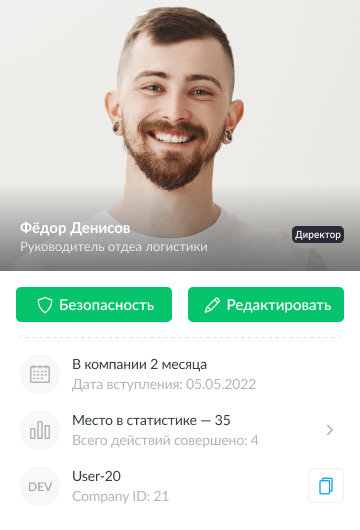 Фёдор Денисов
Руководитель отдеа логистики
Директор
Безопасность
Редактировать
В компании 2 месяца
Дата вступления: 05.05.2022
Место в статистике — 35
Всего действий совершено: 4
DEV
User-20
Company ID: 21